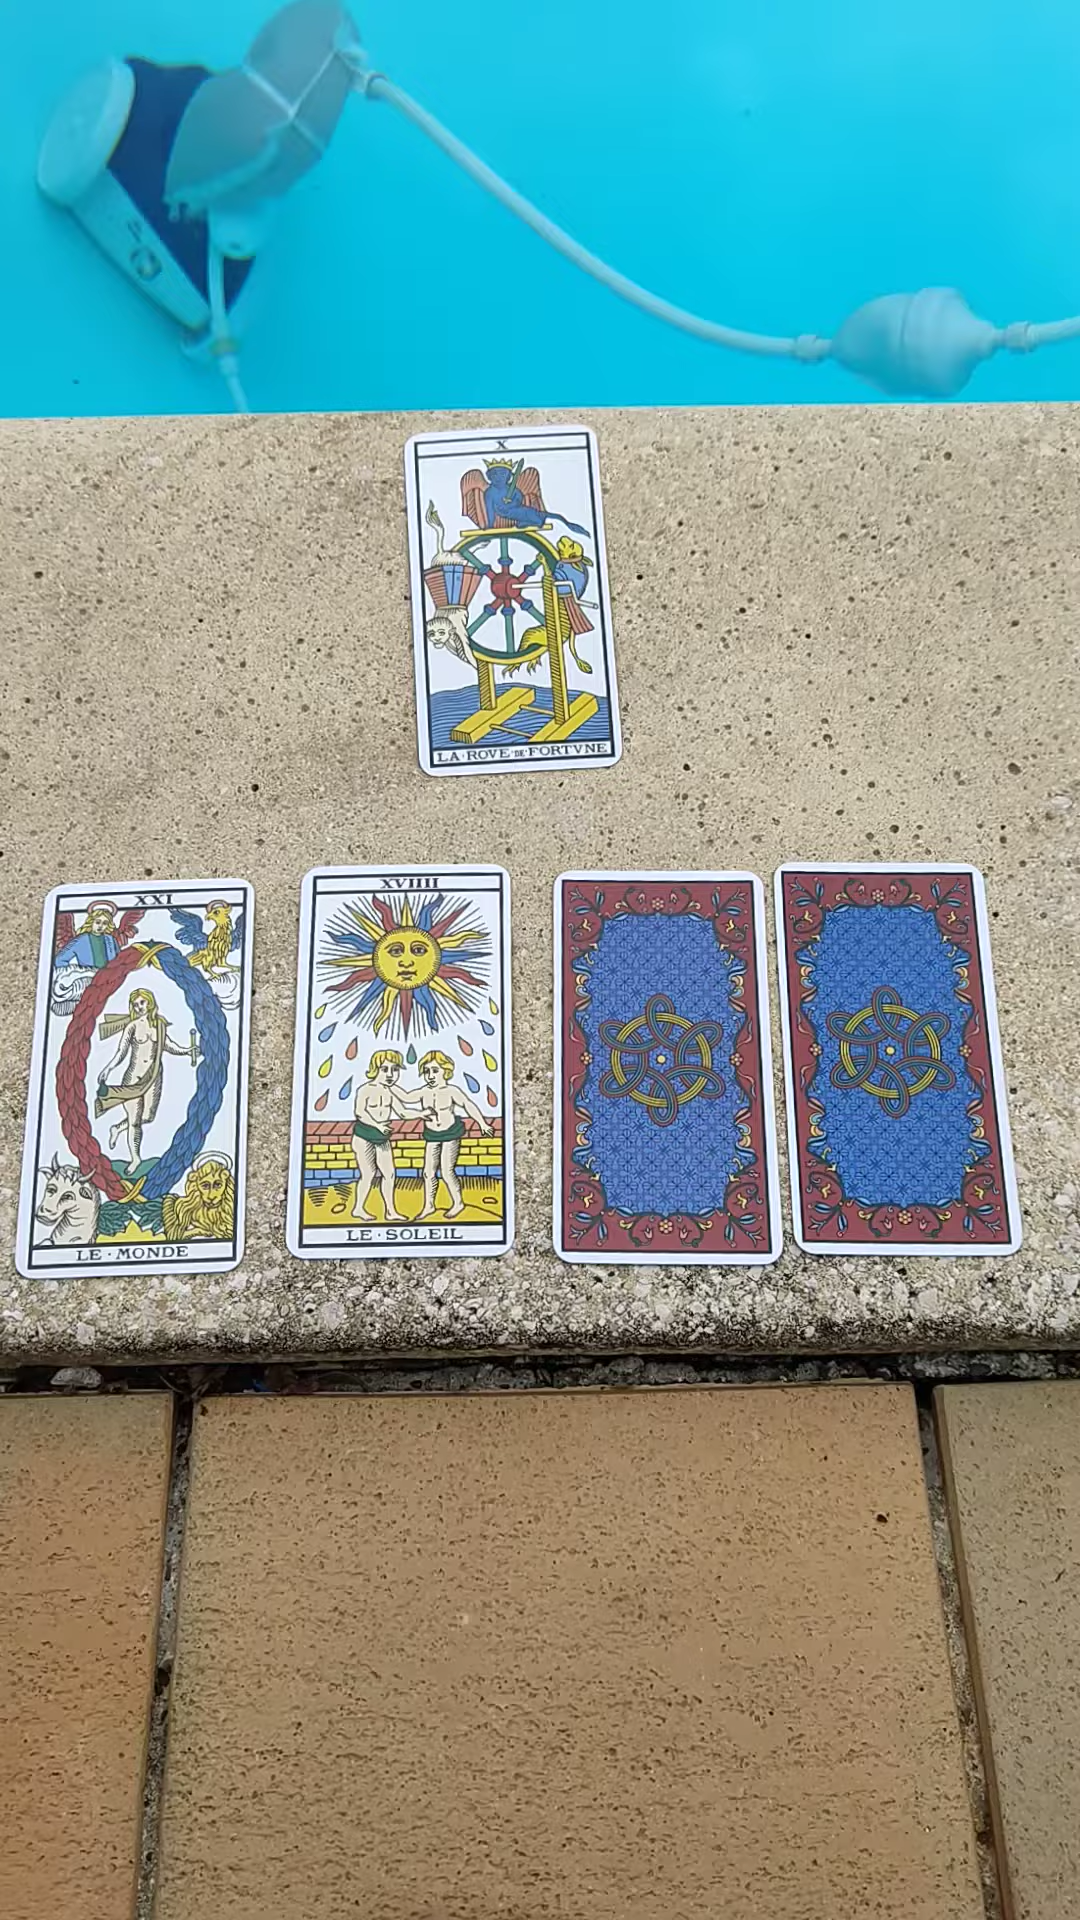 X
LA·ROVE·DE·FORTVNE
XXI
LE·MONDE
XVIIII
LE·SOLEIL